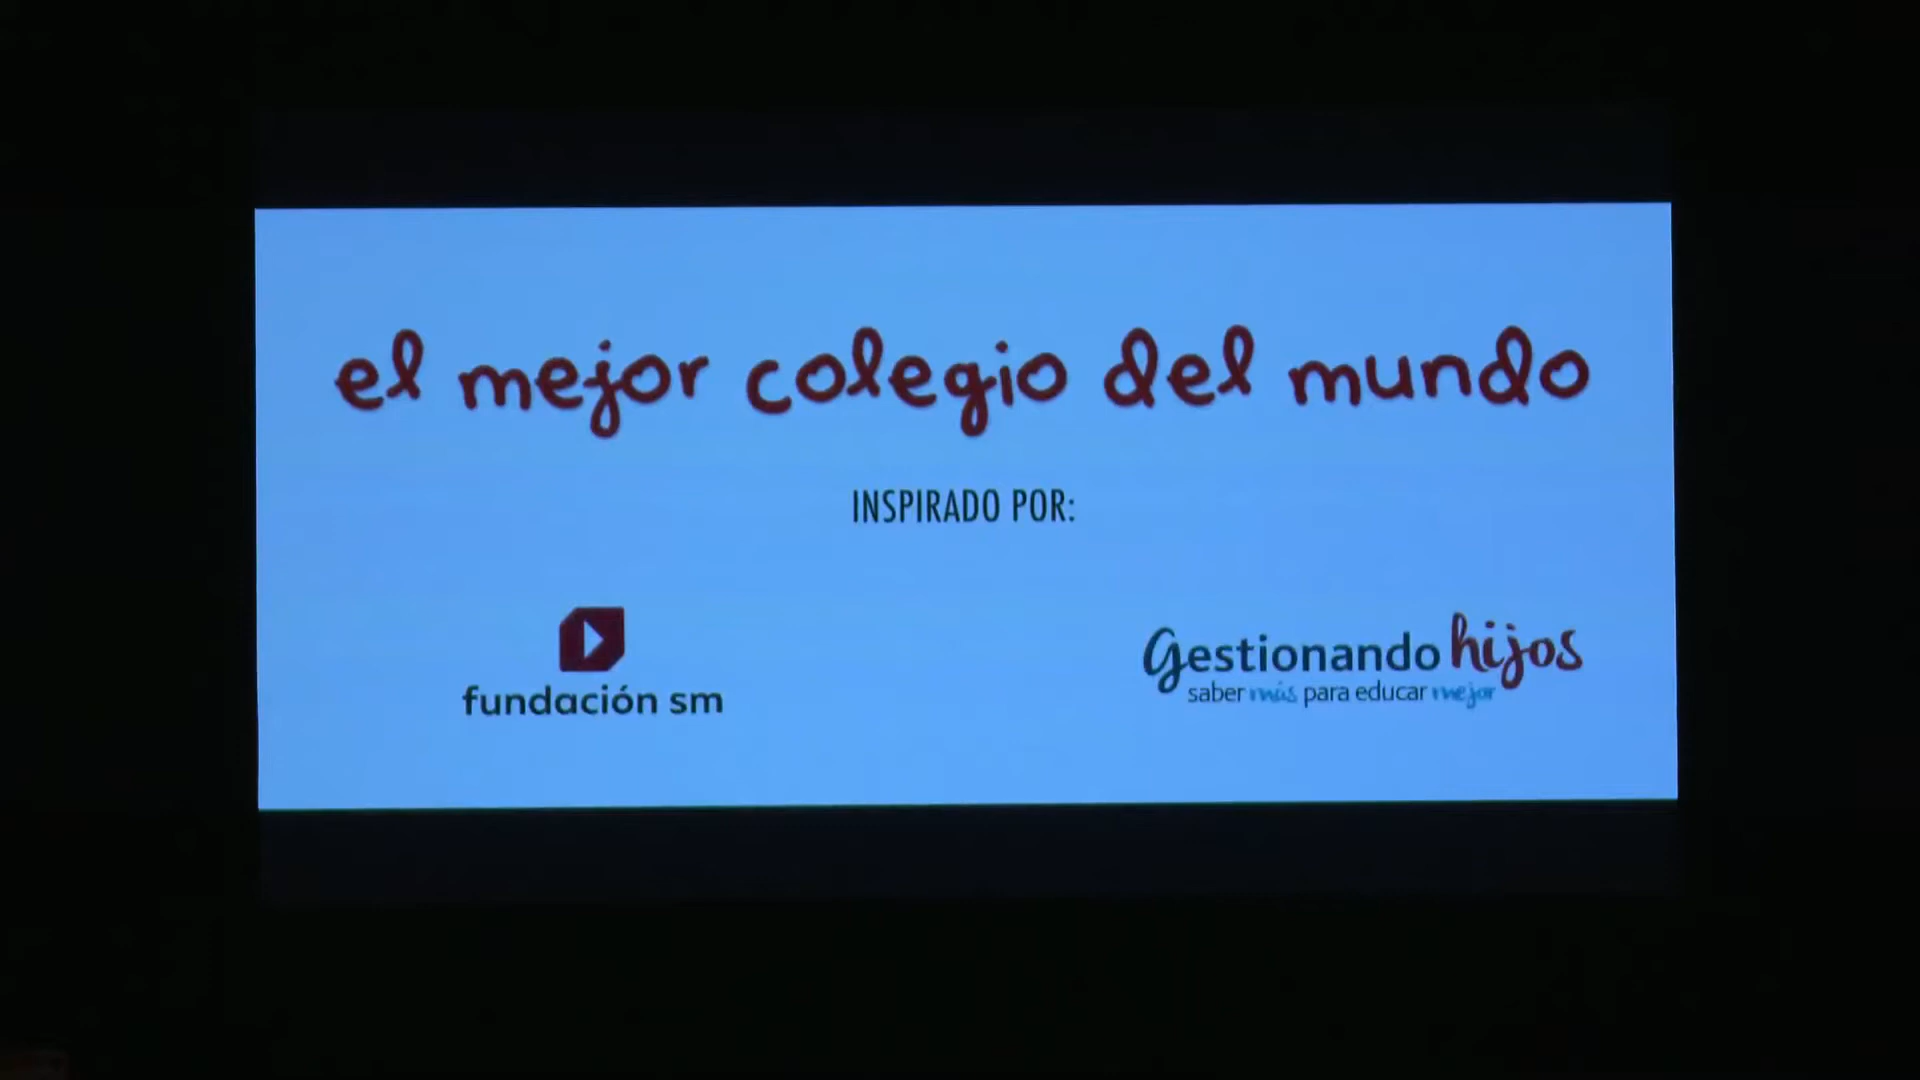 el mejor colegio del mundo
INSPIRADO POR:
fundación sm
Gestionando hijos
saber más para educar mejor